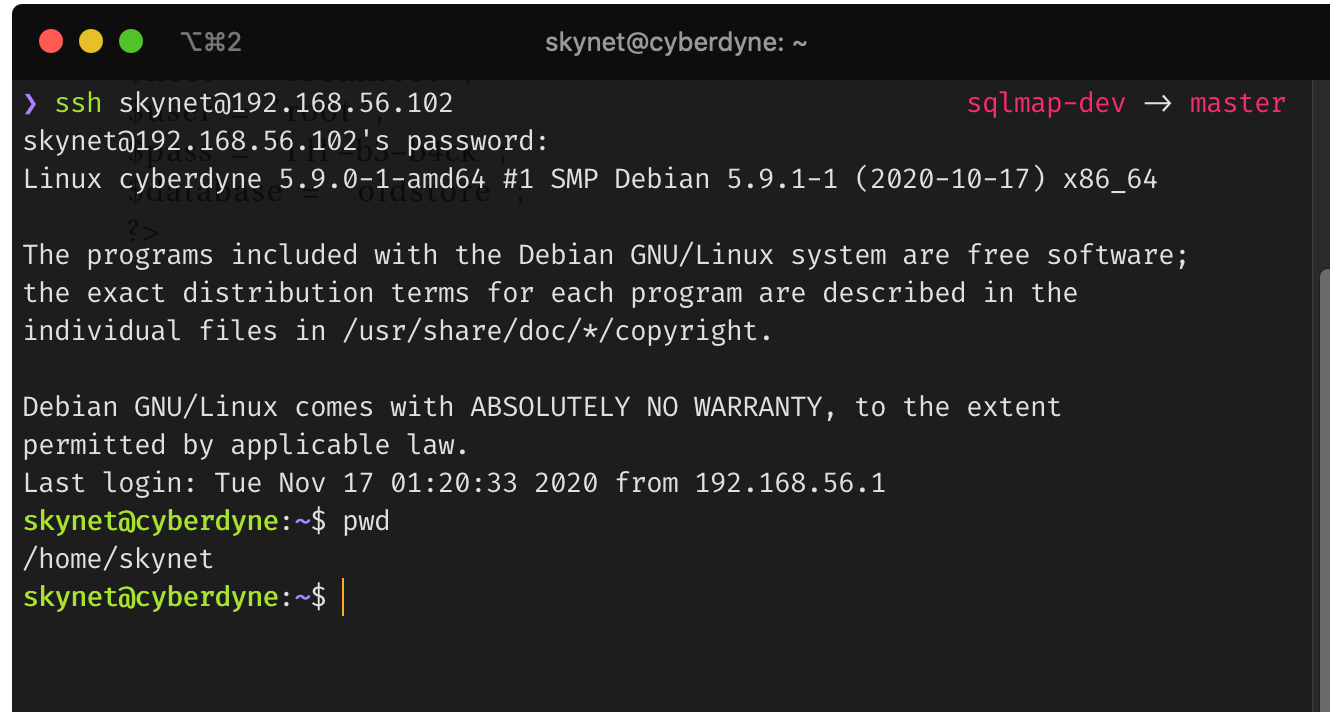 ⌥⌘2
skynet@cyberdyne: ~
❯ ssh skynet@192.168.56.102 sqlmap-dev → master
skynet@192.168.56.102's password:
Linux cyberdyne 5.9.0-1-amd64 #1 SMP Debian 5.9.1-1 (2020-10-17) x86_64
$database = "oldstore";
?>
The programs included with the Debian GNU/Linux system are free software;
the exact distribution terms for each program are described in the
individual files in /usr/share/doc/*/copyright.
Debian GNU/Linux comes with ABSOLUTELY NO WARRANTY, to the extent
permitted by applicable law.
Last login: Tue Nov 17 01:20:33 2020 from 192.168.56.1
skynet@cyberdyne:~$ pwd
/home/skynet
skynet@cyberdyne:~$